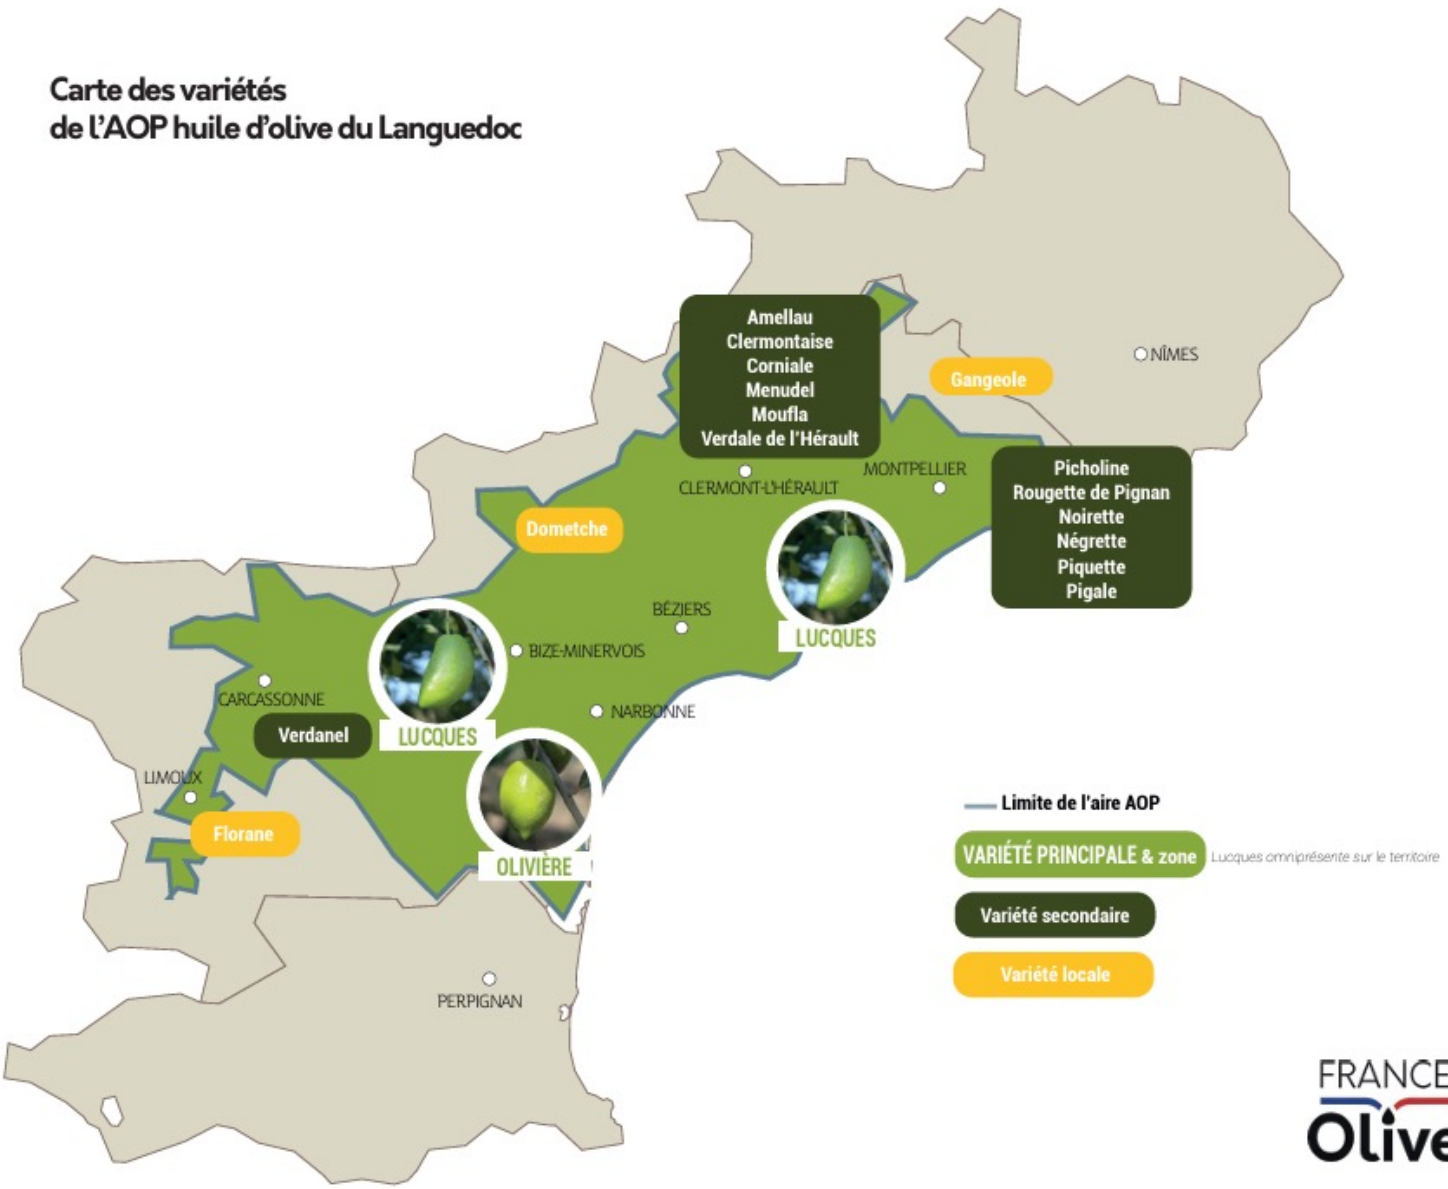 Carte des variétés
de l'AOP huile d'olive du Languedoc
Amellau
Clermontaise
Corniale
Menudel
Moufla
Verdale de l'Hérault
NÎMES
Gangeole
CLERMONT-L'HÉRAULT
MONTPELLIER
Picholine
Rougette de Pignan
Noirette
Négrette
Piquette
Pigale
Dometche
BÉZIERS
LUCQUES
BIZE-MINERVOIS
CARCASSONNE
NARBONNE
Verdanel
LUCQUES
LIMOUX
Florane
OLIVIÈRE
PERPIGNAN
Limite de l'aire AOP
VARIÉTÉ PRINCIPALE & zone
Lucques omniprésente sur le territoire
Variété secondaire
Variété locale
FRANCE
Olive